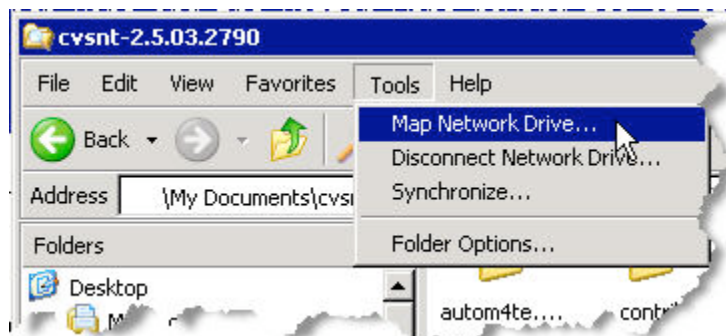 cvsnt-2.5.03.2790
File Edit View Favorites Tools Help
Map Network Drive...
Back
Disconnect Network Drive...
Address \My Documents\cvs
Synchronize...
Folders
Folder Options...
Desktop
autom4te.... contri